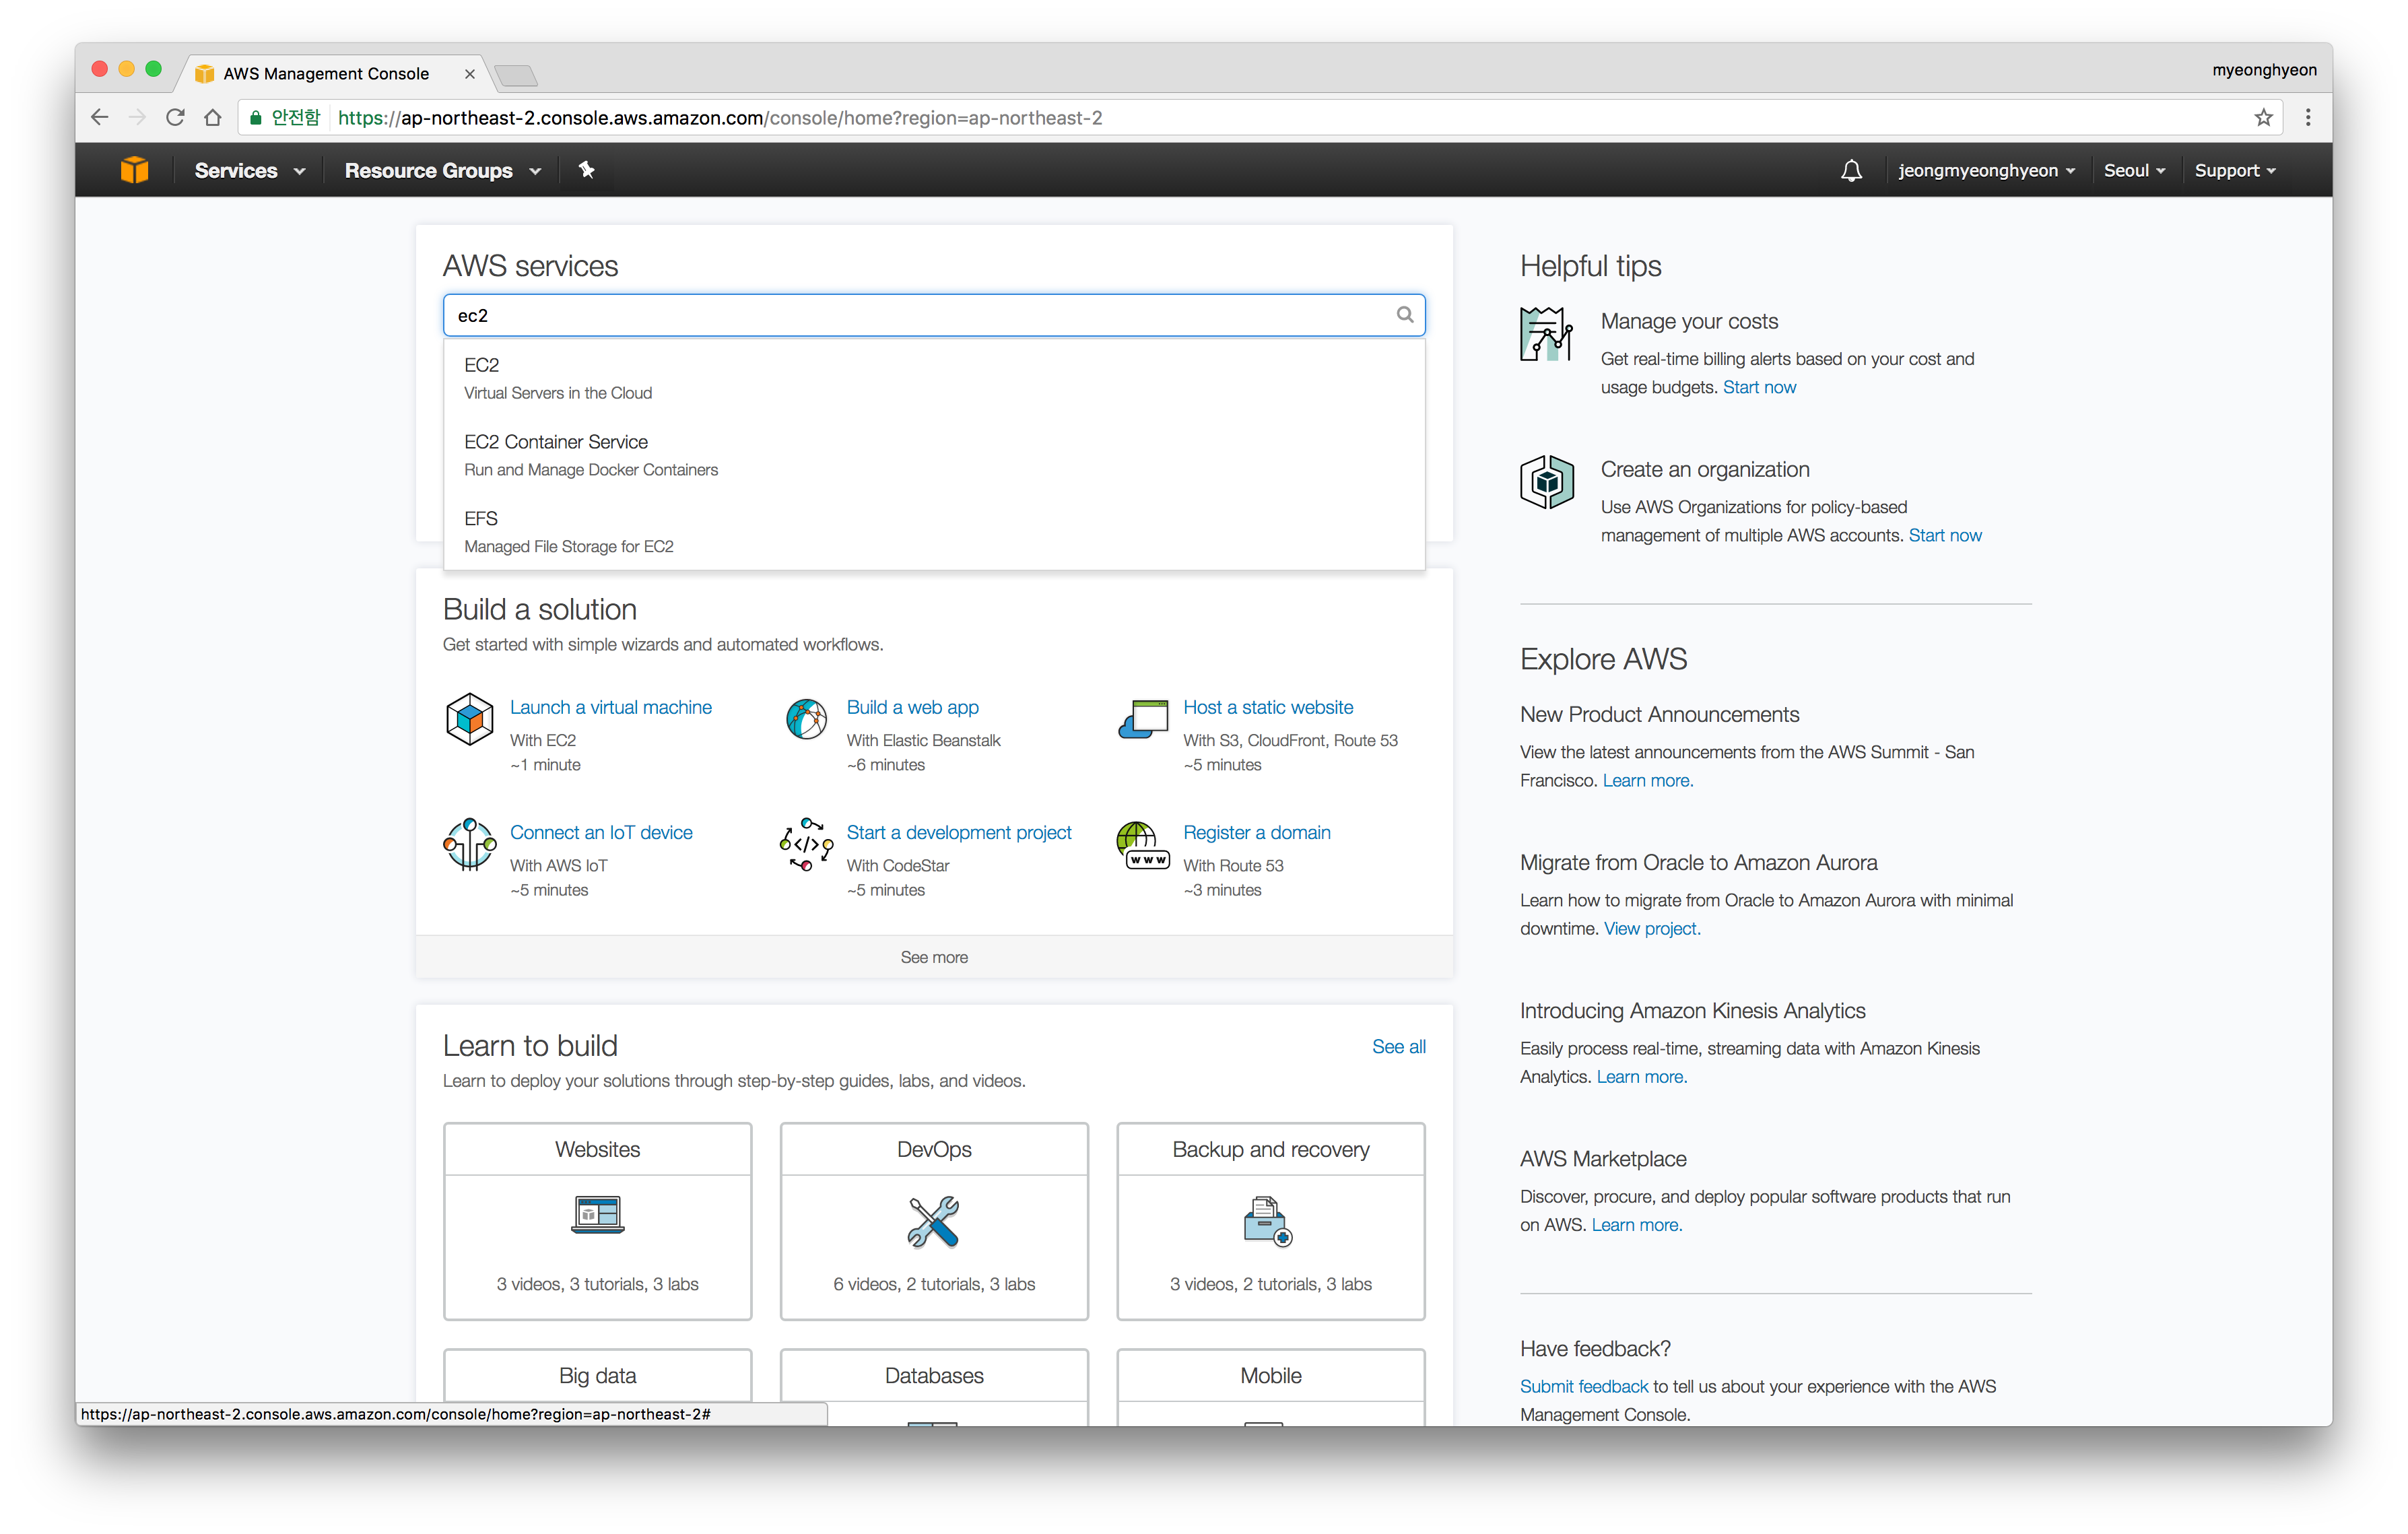 AWS Management Console
myeonghyeon
안전함 https://ap-northeast-2.console.aws.amazon.com/console/home?region=ap-northeast-2
Services Resource Groups jeongmyeonghyeon Seoul Support
AWS services
ec2
EC2
Virtual Servers in the Cloud
EC2 Container Service
Run and Manage Docker Containers
EFS
Managed File Storage for EC2
Build a solution
Get started with simple wizards and automated workflows.
Launch a virtual machine
With EC2
~1 minute
Build a web app
With Elastic Beanstalk
~6 minutes
Host a static website
With S3, CloudFront, Route 53
~5 minutes
Connect an IoT device
With AWS IoT
~5 minutes
Start a development project
With CodeStar
~5 minutes
www
Register a domain
With Route 53
~3 minutes
See more
Learn to build
See all
Learn to deploy your solutions through step-by-step guides, labs, and videos.
Websites
3 videos, 3 tutorials, 3 labs
DevOps
6 videos, 2 tutorials, 3 labs
Backup and recovery
3 videos, 2 tutorials, 3 labs
Big data
Databases
Mobile
Helpful tips
Manage your costs
Get real-time billing alerts based on your cost and
usage budgets. Start now
Create an organization
Use AWS Organizations for policy-based
management of multiple AWS accounts. Start now
Explore AWS
New Product Announcements
View the latest announcements from the AWS Summit - San
Francisco. Learn more.
Migrate from Oracle to Amazon Aurora
Learn how to migrate from Oracle to Amazon Aurora with minimal
downtime. View project.
Introducing Amazon Kinesis Analytics
Easily process real-time, streaming data with Amazon Kinesis
Analytics. Learn more.
AWS Marketplace
Discover, procure, and deploy popular software products that run
on AWS. Learn more.
Have feedback?
Submit feedback to tell us about your experience with the AWS
Management Console.
https://ap-northeast-2.console.aws.amazon.com/console/home?region=ap-northeast-2#